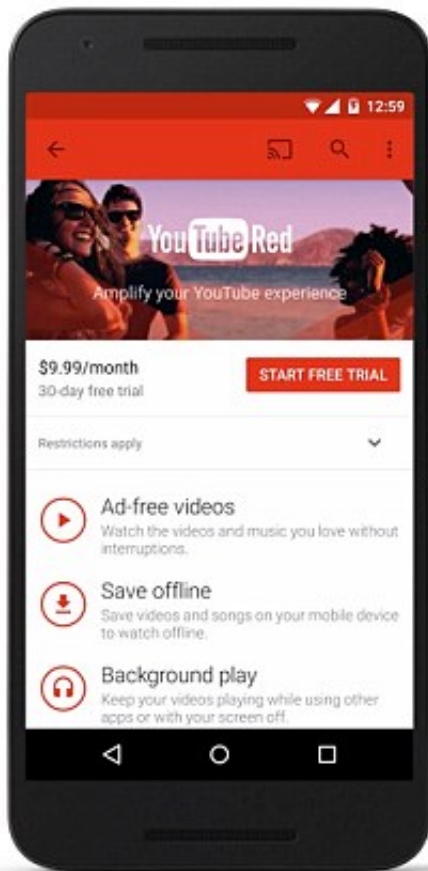 12:59
YouTube Red
Amplify your YouTube experience
$9.99/month
START FREE TRIAL
30-day free trial
Restrictions apply
Ad-free videos
Watch the videos and music you love without
interruptions.
Save offline
Save videos and songs on your mobile device
to watch offline.
Background play
Keep your videos playing while using other
apps or with your screen off.